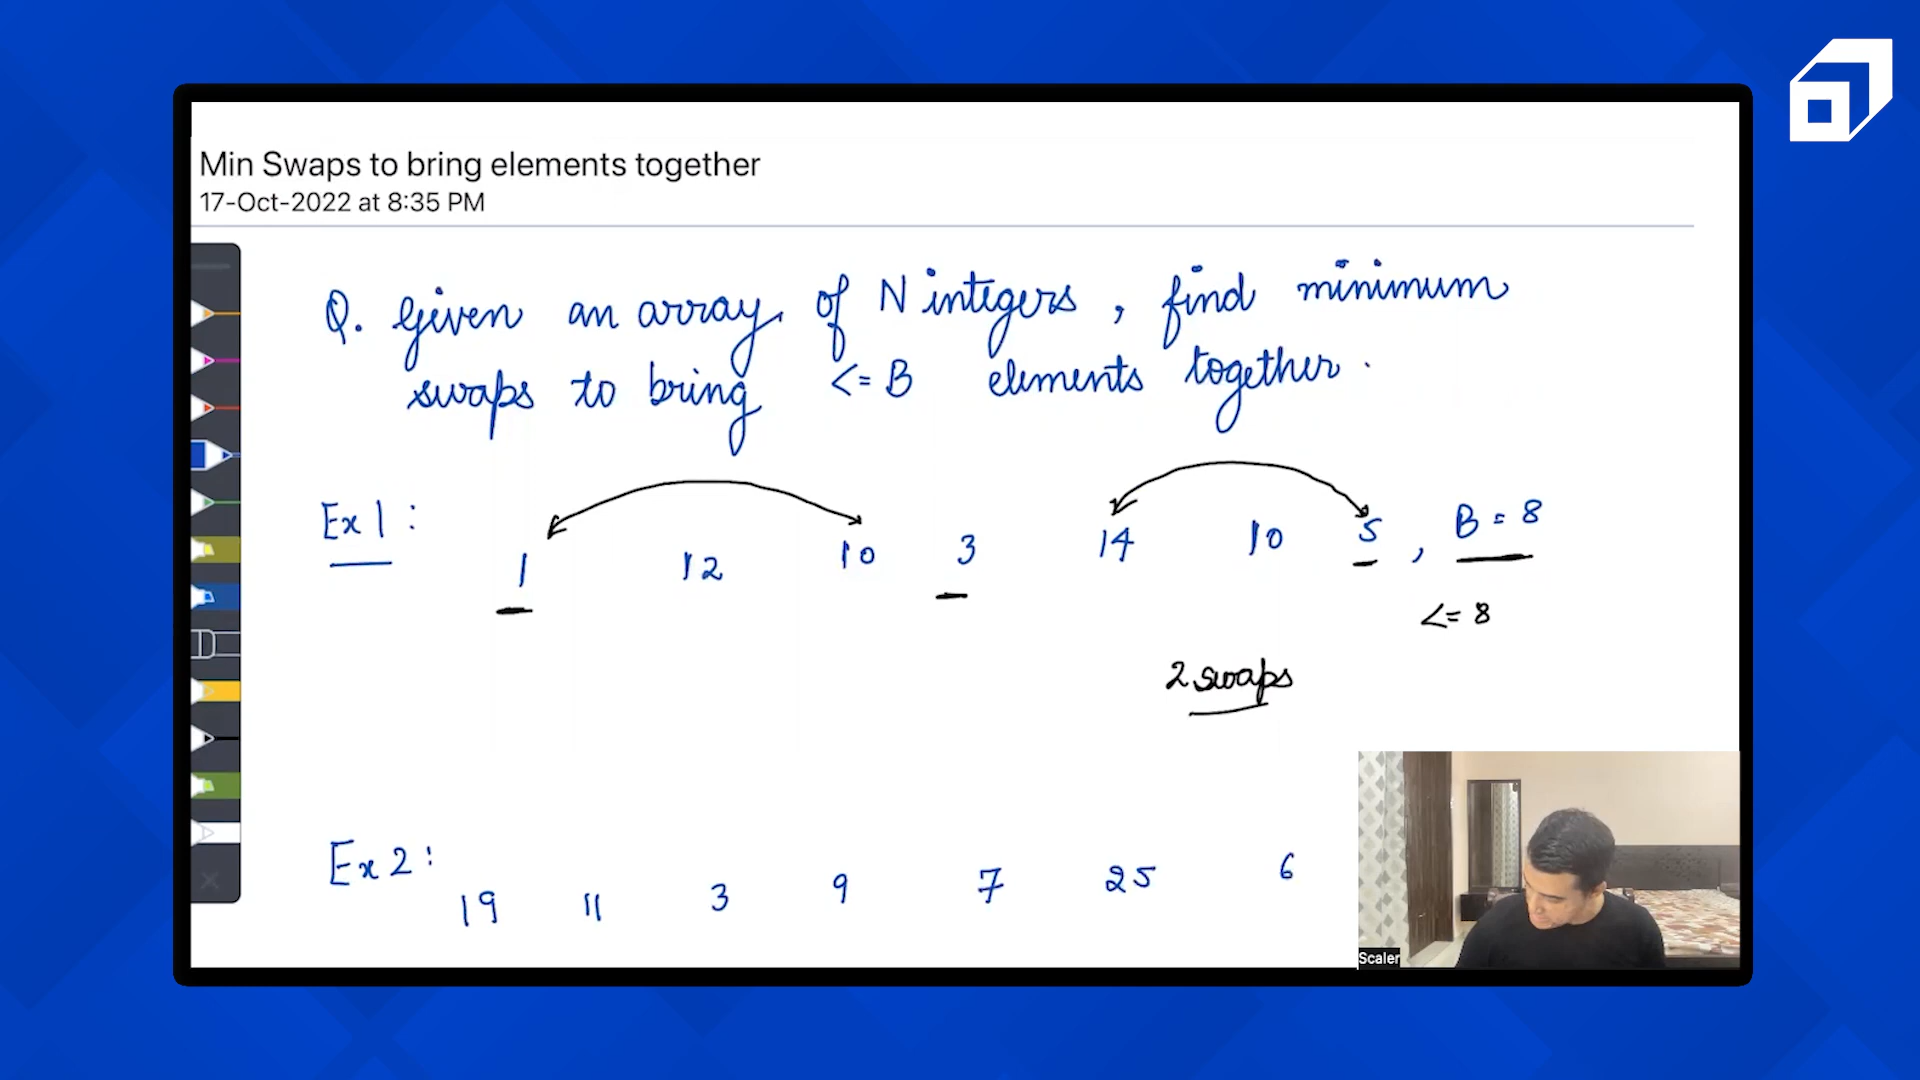 Min Swaps to bring elements together
17-Oct-2022 at 8:35 PM
Q. Given an array of N integers, find minimum
swaps to bring <= B elements together.
Ex 1 : 1 12 10 3 14 10 5 , B = 8
<= 8
2 swaps
Ex 2 : 19 11 3 9 7 25 6
Scaler